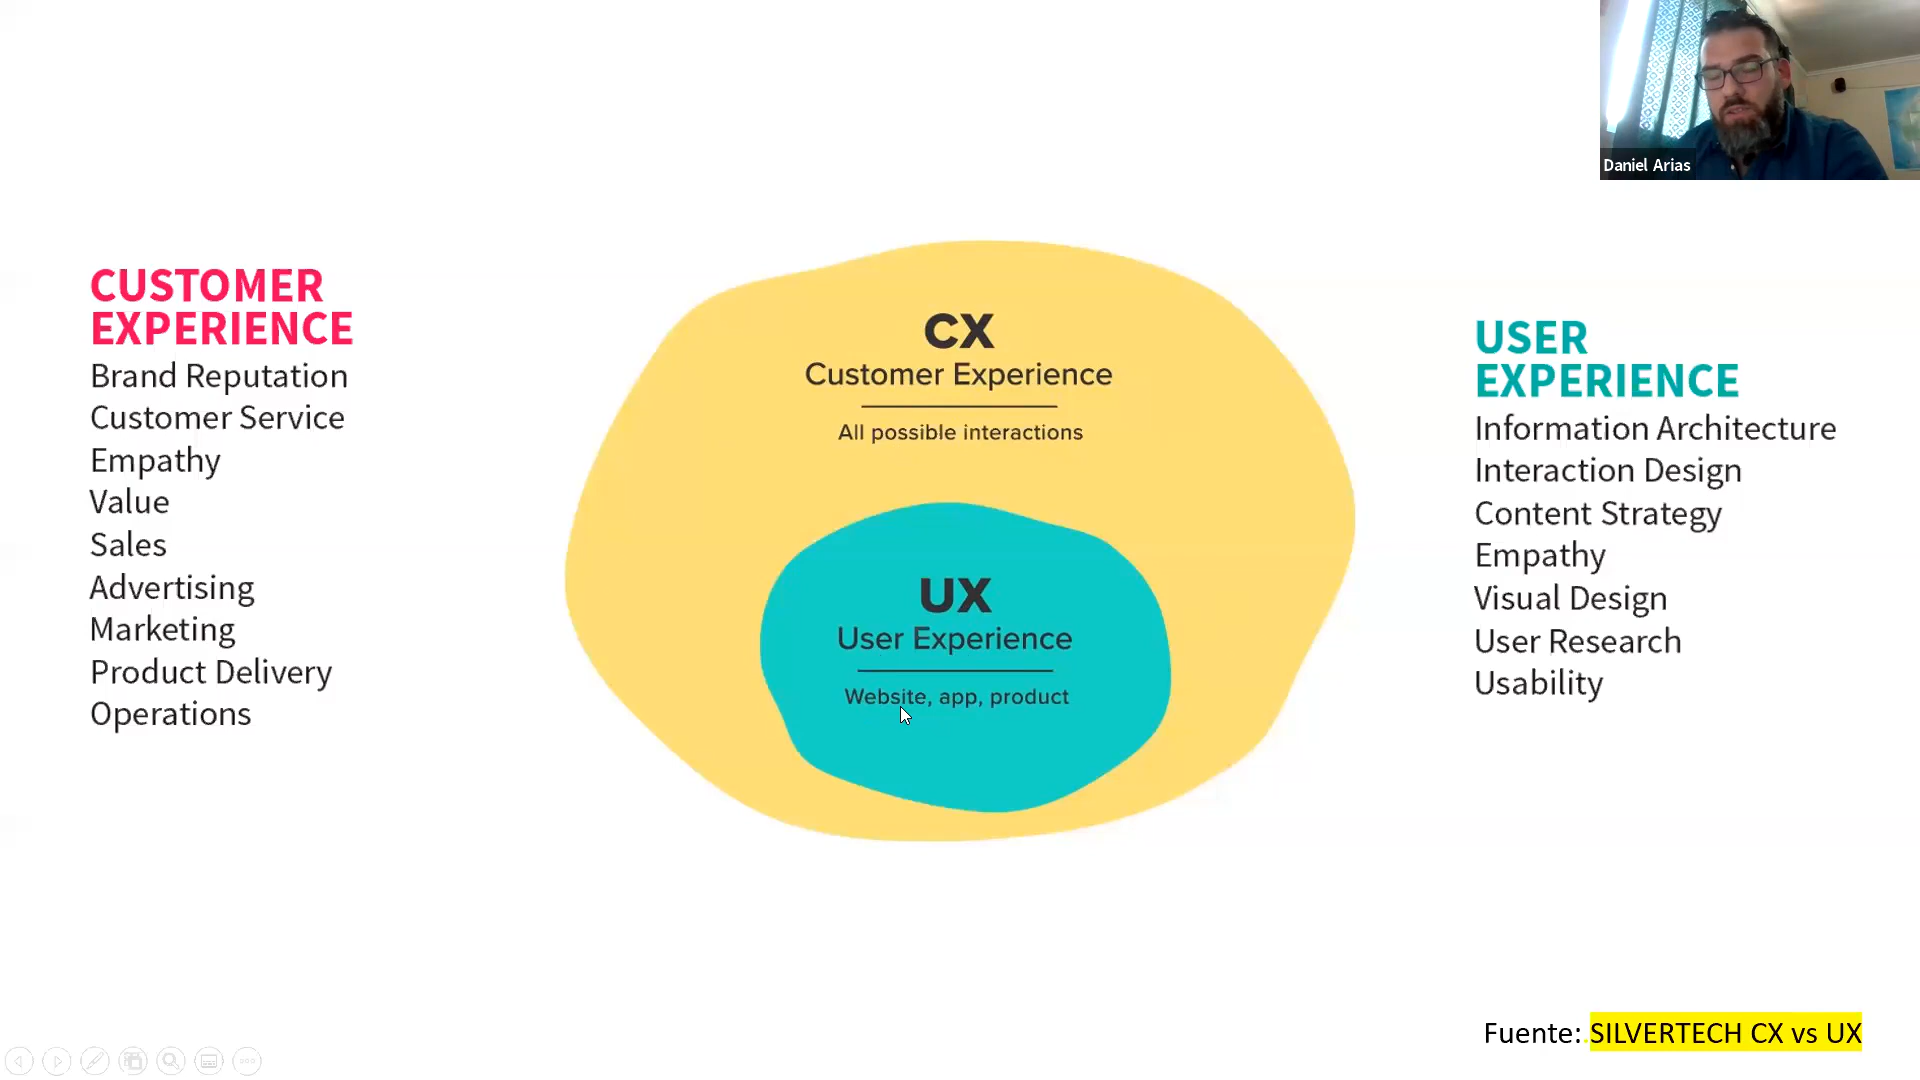 Daniel Arias
CUSTOMER
EXPERIENCE
Brand Reputation
Customer Service
Empathy
Value
Sales
Advertising
Marketing
Product Delivery
Operations
CX
Customer Experience
All possible interactions
UX
User Experience
Website, app, product
USER
EXPERIENCE
Information Architecture
Interaction Design
Content Strategy
Empathy
Visual Design
User Research
Usability
Fuente: SILVERTECH CX vs UX